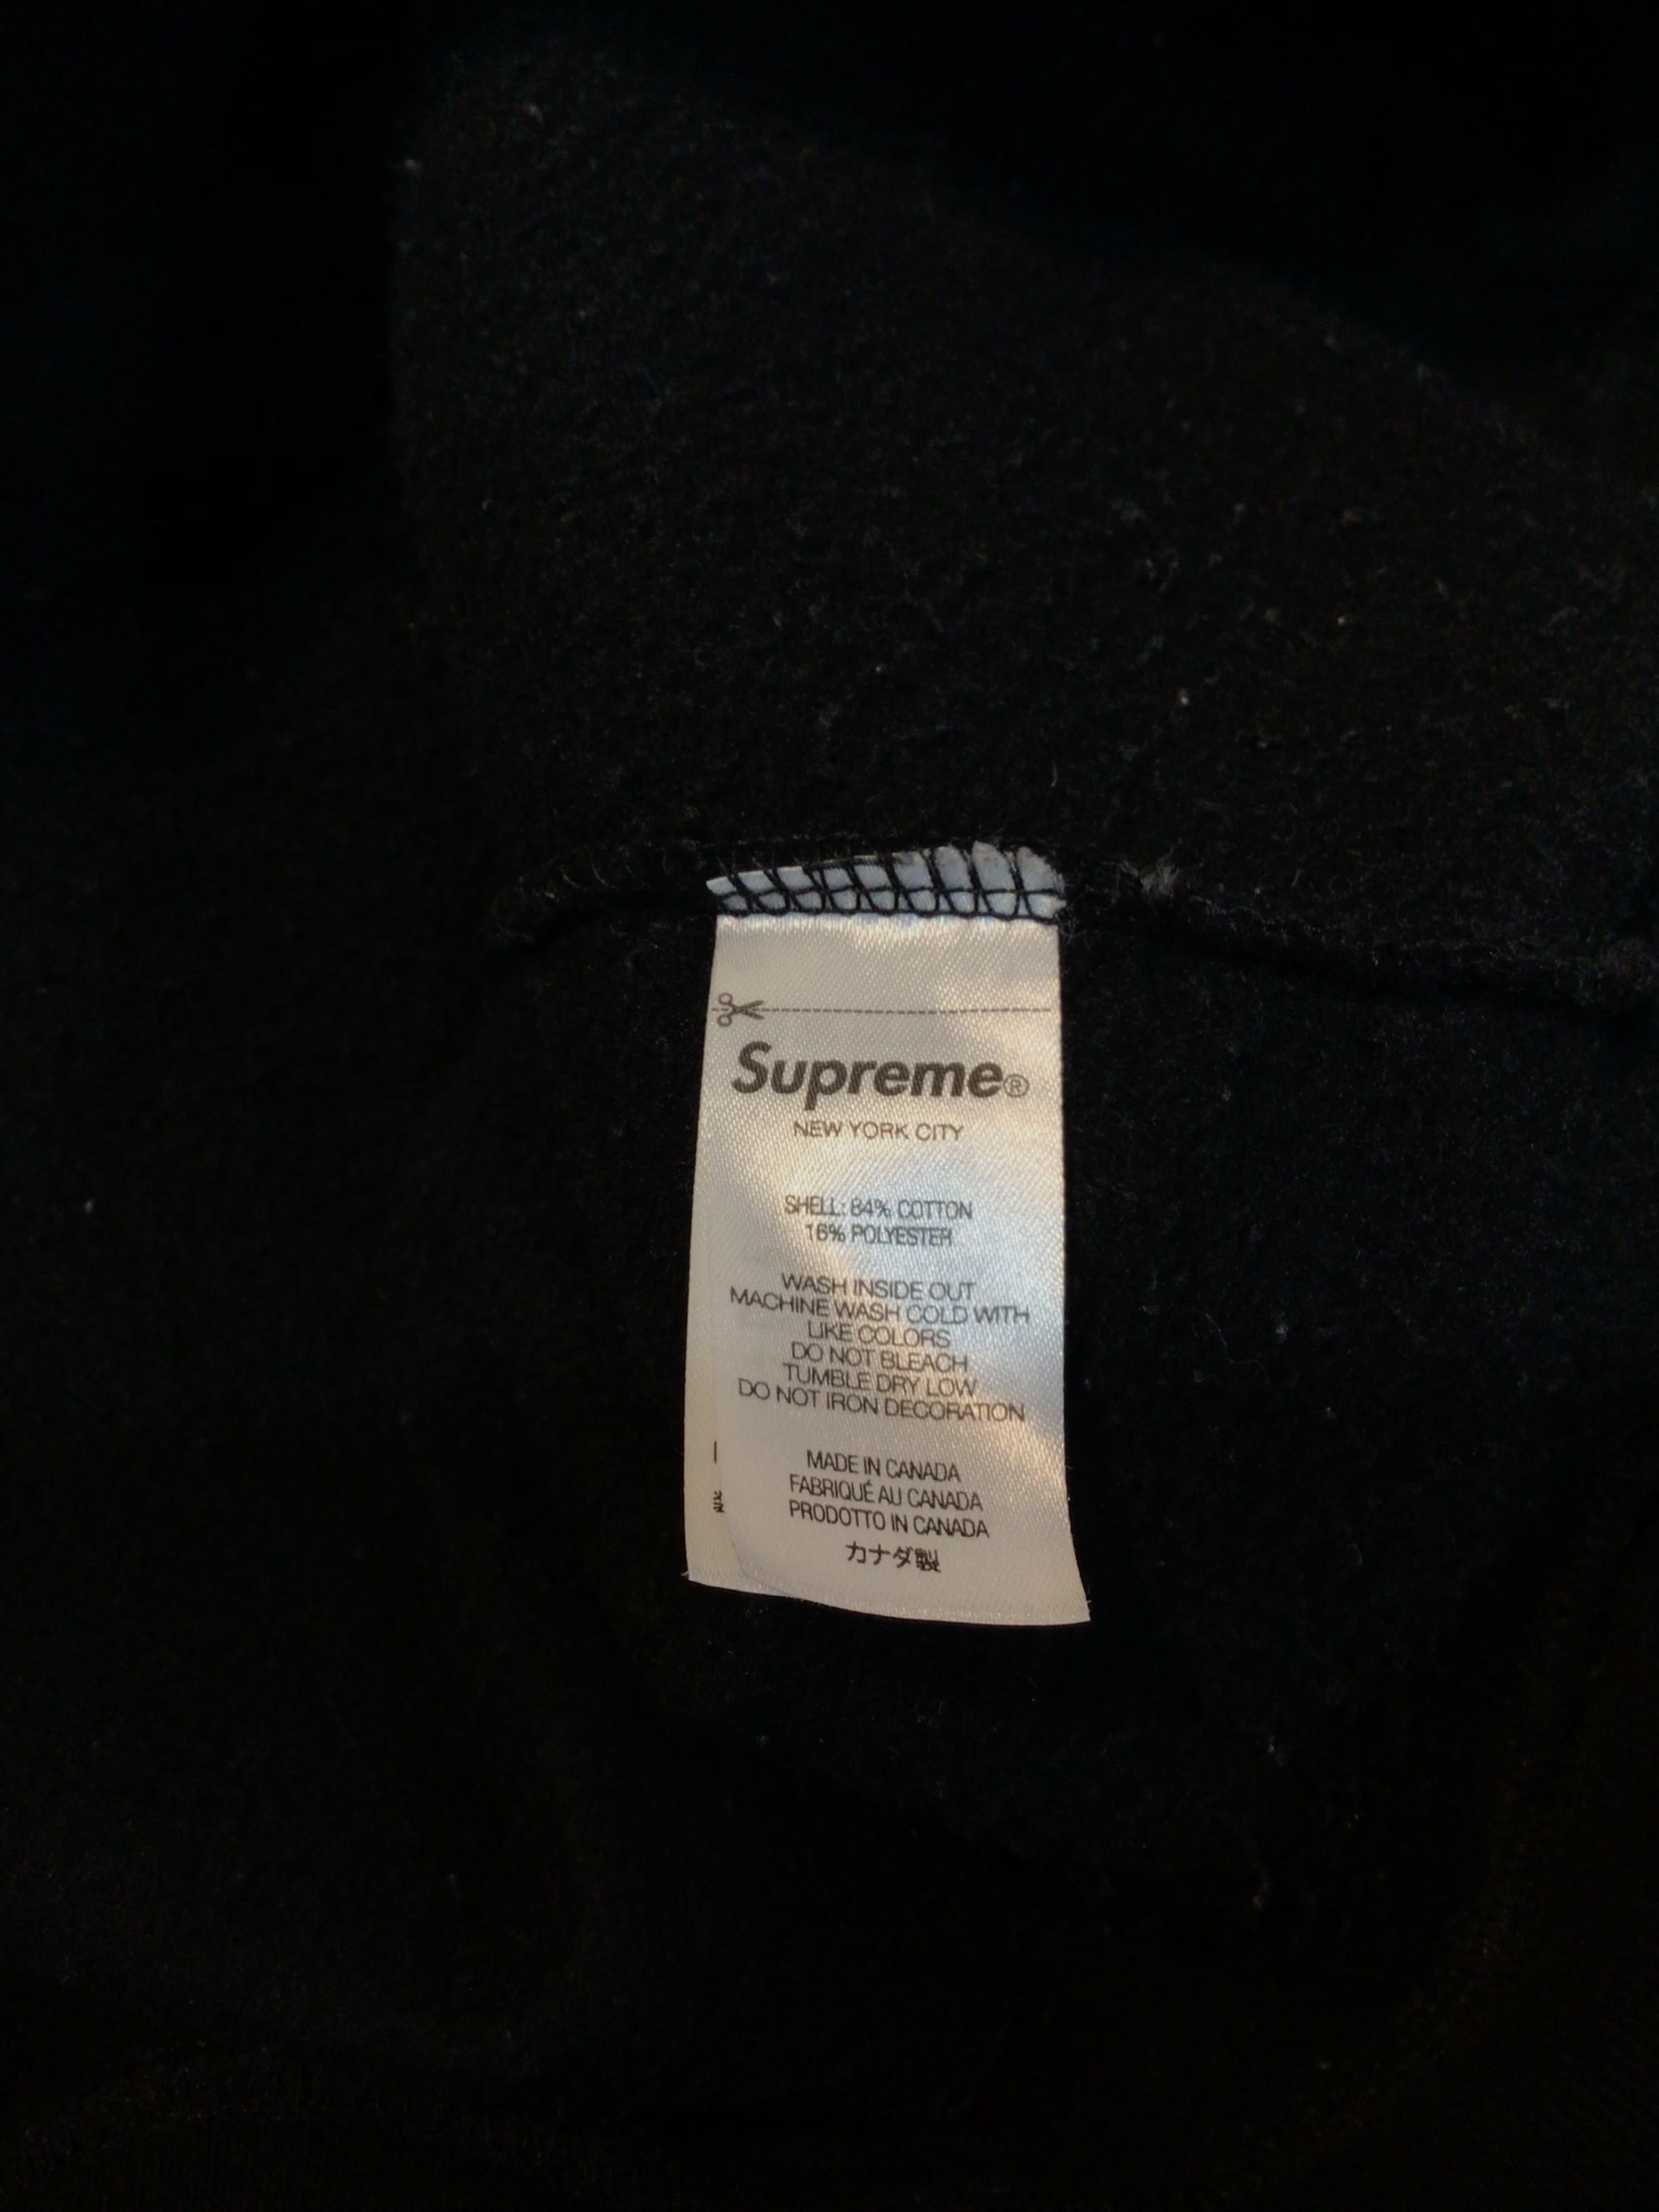 Supreme®
NEW YORK CITY
SHELL: 84% COTTON
16% POLYESTER
WASH INSIDE OUT
MACHINE WASH COLD WITH
LIKE COLORS
DO NOT BLEACH
TUMBLE DRY LOW
DO NOT IRON DECORATION
MADE IN CANADA
FABRIQUÉ AU CANADA
PRODOTTO IN CANADA
カナダ製